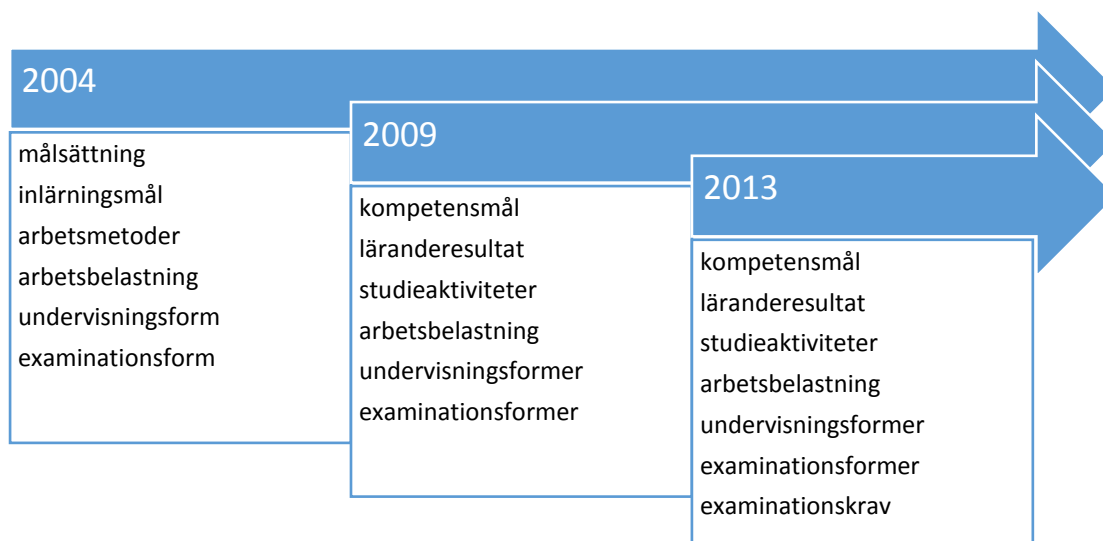 2004
målsättning
inlärningsmål
arbetsmetoder
arbetsbelastning
undervisningsform
examinationsform
2009
kompetensmål
läranderesultat
studieaktiviteter
arbetsbelastning
undervisningsformer
examinationsformer
2013
kompetensmål
läranderesultat
studieaktiviteter
arbetsbelastning
undervisningsformer
examinationsformer
examinationskrav